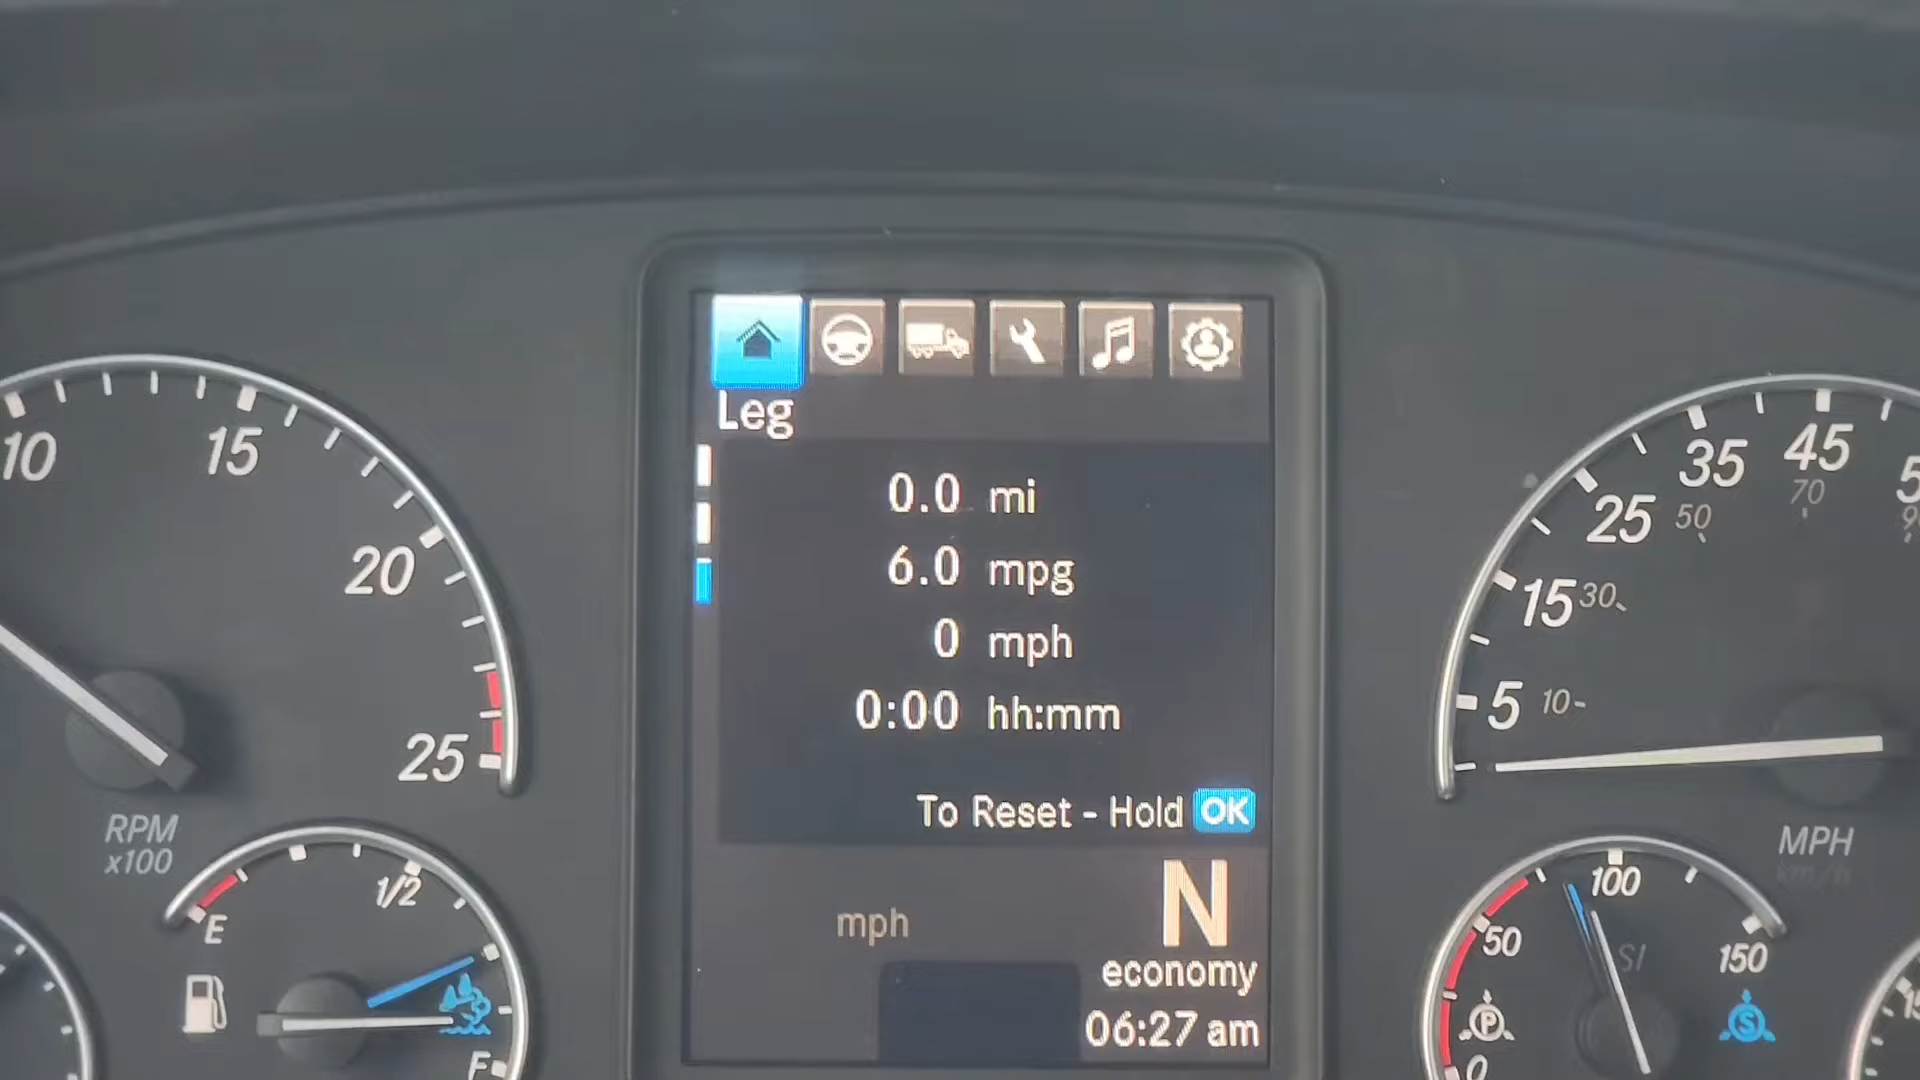 Leg
0.0 mi
6.0 mpg
0 mph
0:00 hh:mm
To Reset - Hold OK
mph
N
economy
06:27 am
10
15
20
25
RPM
x100
E
1/2
F
5
15
25
35
45
10
30
50
70
MPH
km/h
0
50
100
150
P
S